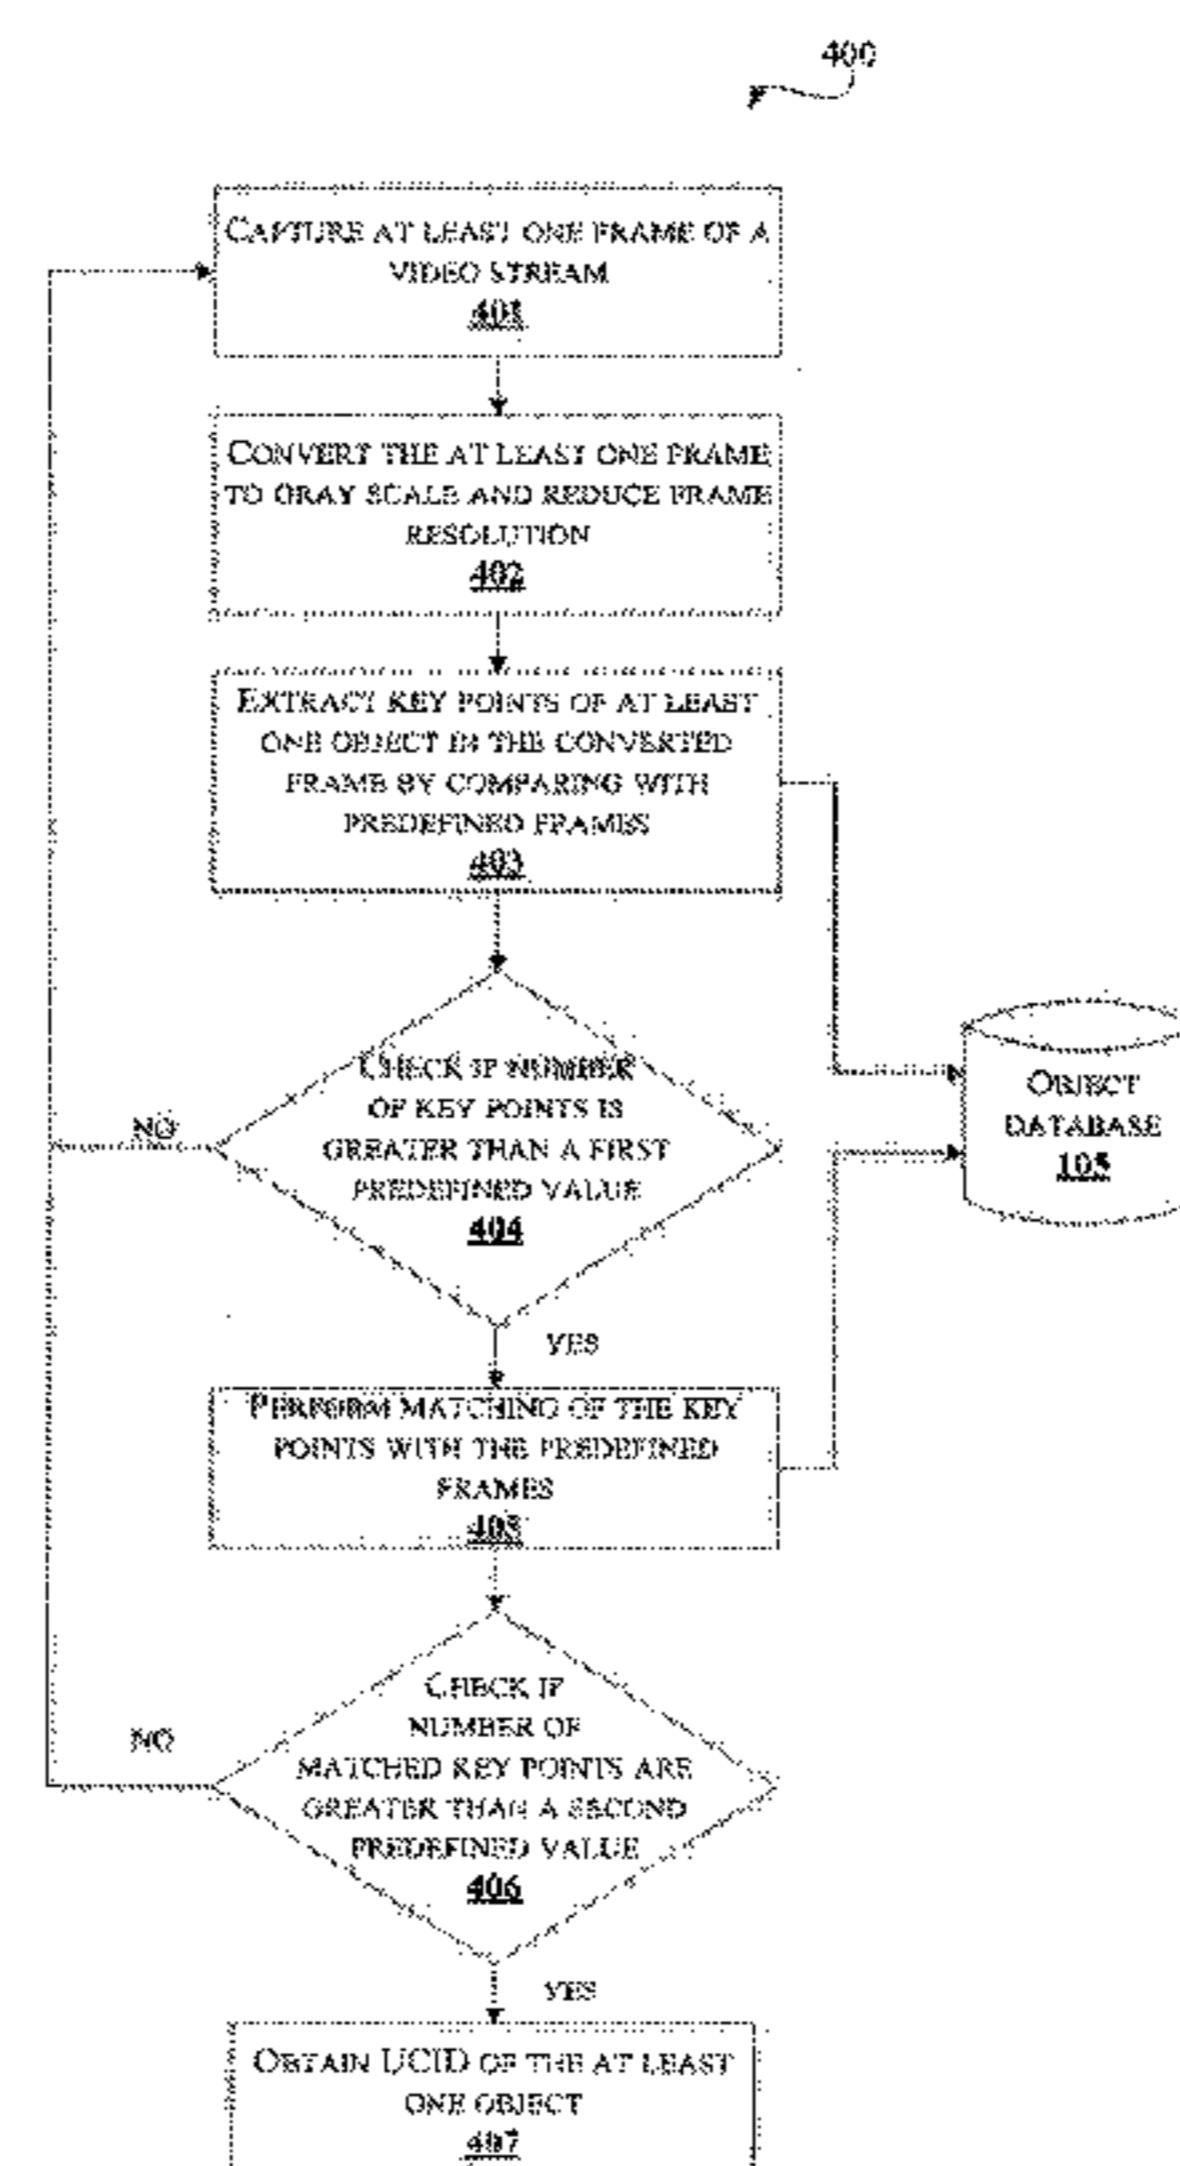 400
CAPTURE AT LEAST ONE FRAME OF A
VIDEO STREAM
401
CONVERT THE AT LEAST ONE FRAME
TO GRAY SCALE AND REDUCE FRAME
RESOLUTION
402
EXTRACT KEY POINTS OF AT LEAST
ONE OBJECT IN THE CONVERTED
FRAME BY COMPARING WITH
PREDEFINED FRAMES
403
CHECK IF NUMBER
OF KEY POINTS IS
GREATER THAN A FIRST
PREDEFINED VALUE
404
NO
YES
OBJECT
DATABASE
105
PERFORM MATCHING OF THE KEY
POINTS WITH THE PREDEFINED
FRAMES
405
CHECK IF
NUMBER OF
MATCHED KEY POINTS ARE
GREATER THAN A SECOND
PREDEFINED VALUE
406
NO
YES
OBTAIN UCID OF THE AT LEAST
ONE OBJECT
407